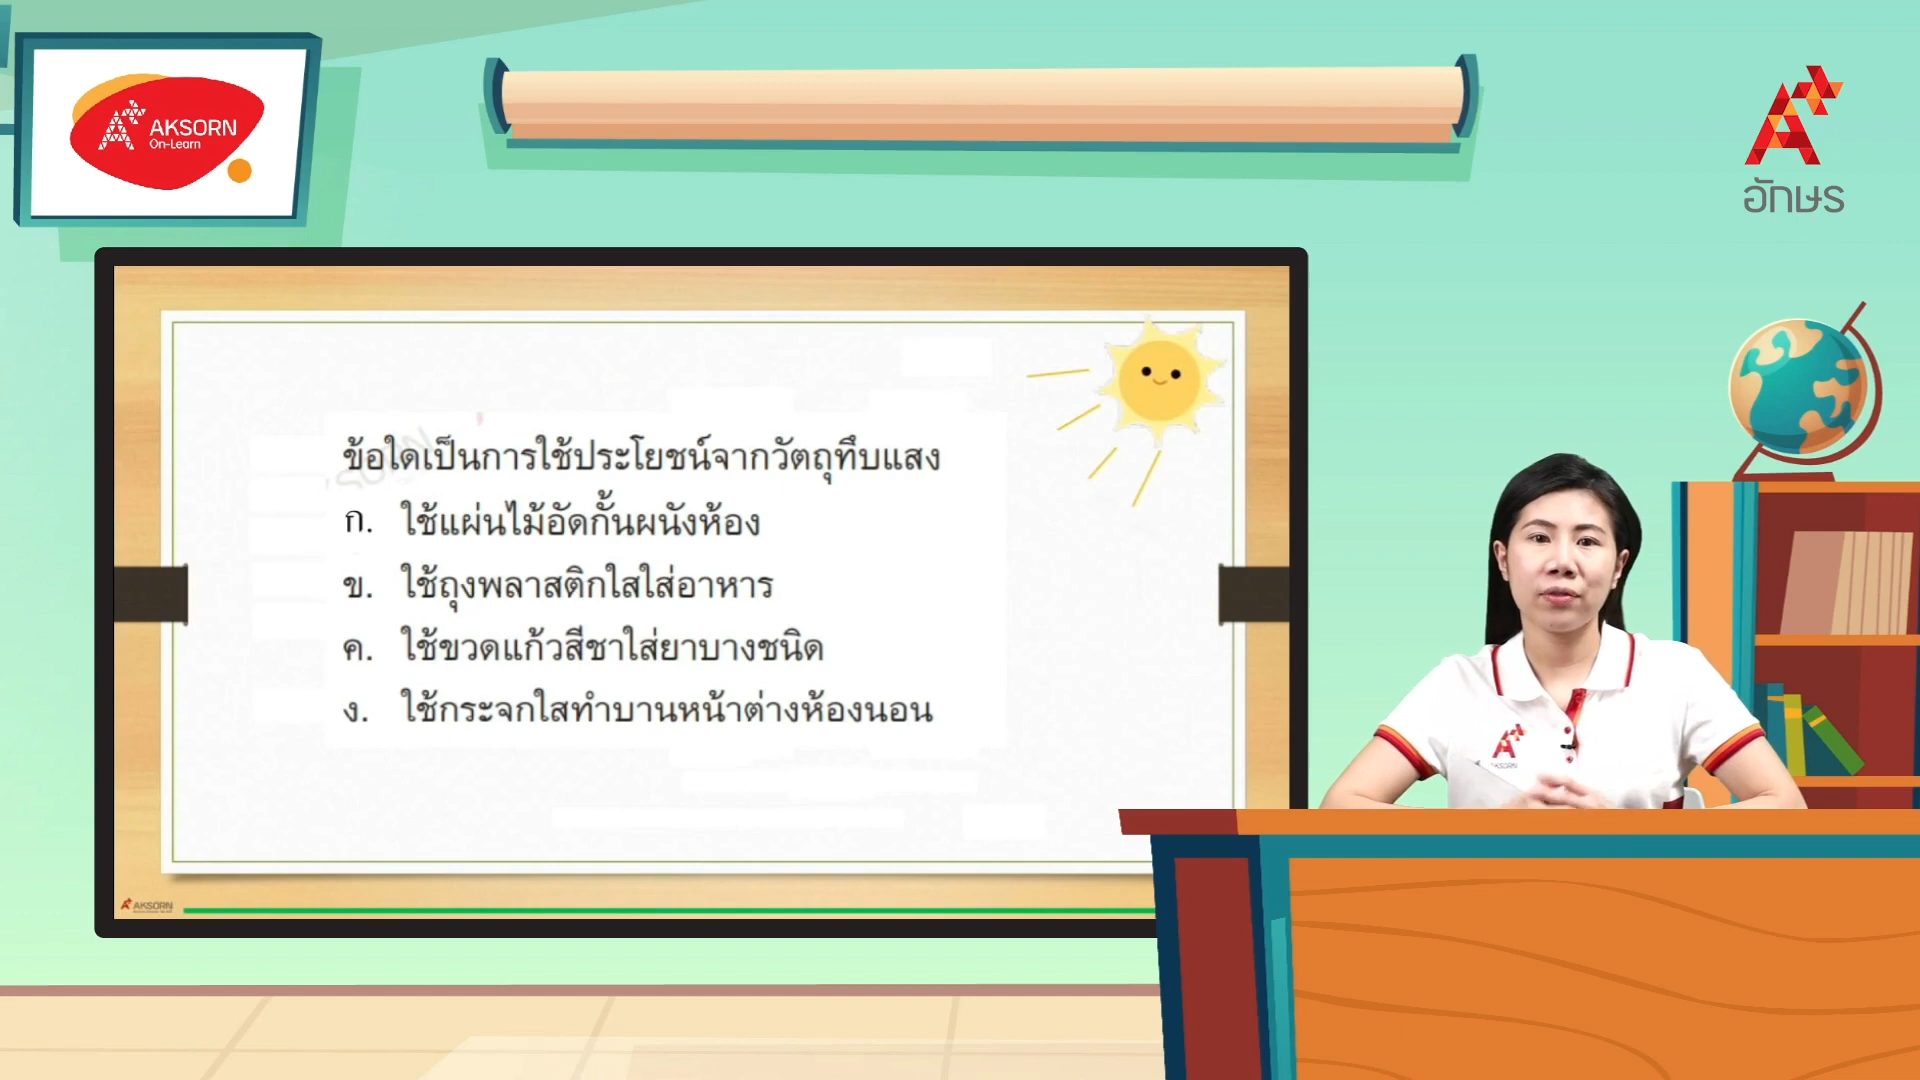 AKSORN
On-Learn
อักษร
ข้อใดเป็นการใช้ประโยชน์จากวัตถุทึบแสง
ก. ใช้แผ่นไม้อัดกั้นผนังห้อง
ข. ใช้ถุงพลาสติกใสใส่อาหาร
ค. ใช้ขวดแก้วสีชาใส่ยาบางชนิด
ง. ใช้กระจกใสทำบานหน้าต่างห้องนอน
AKSORN